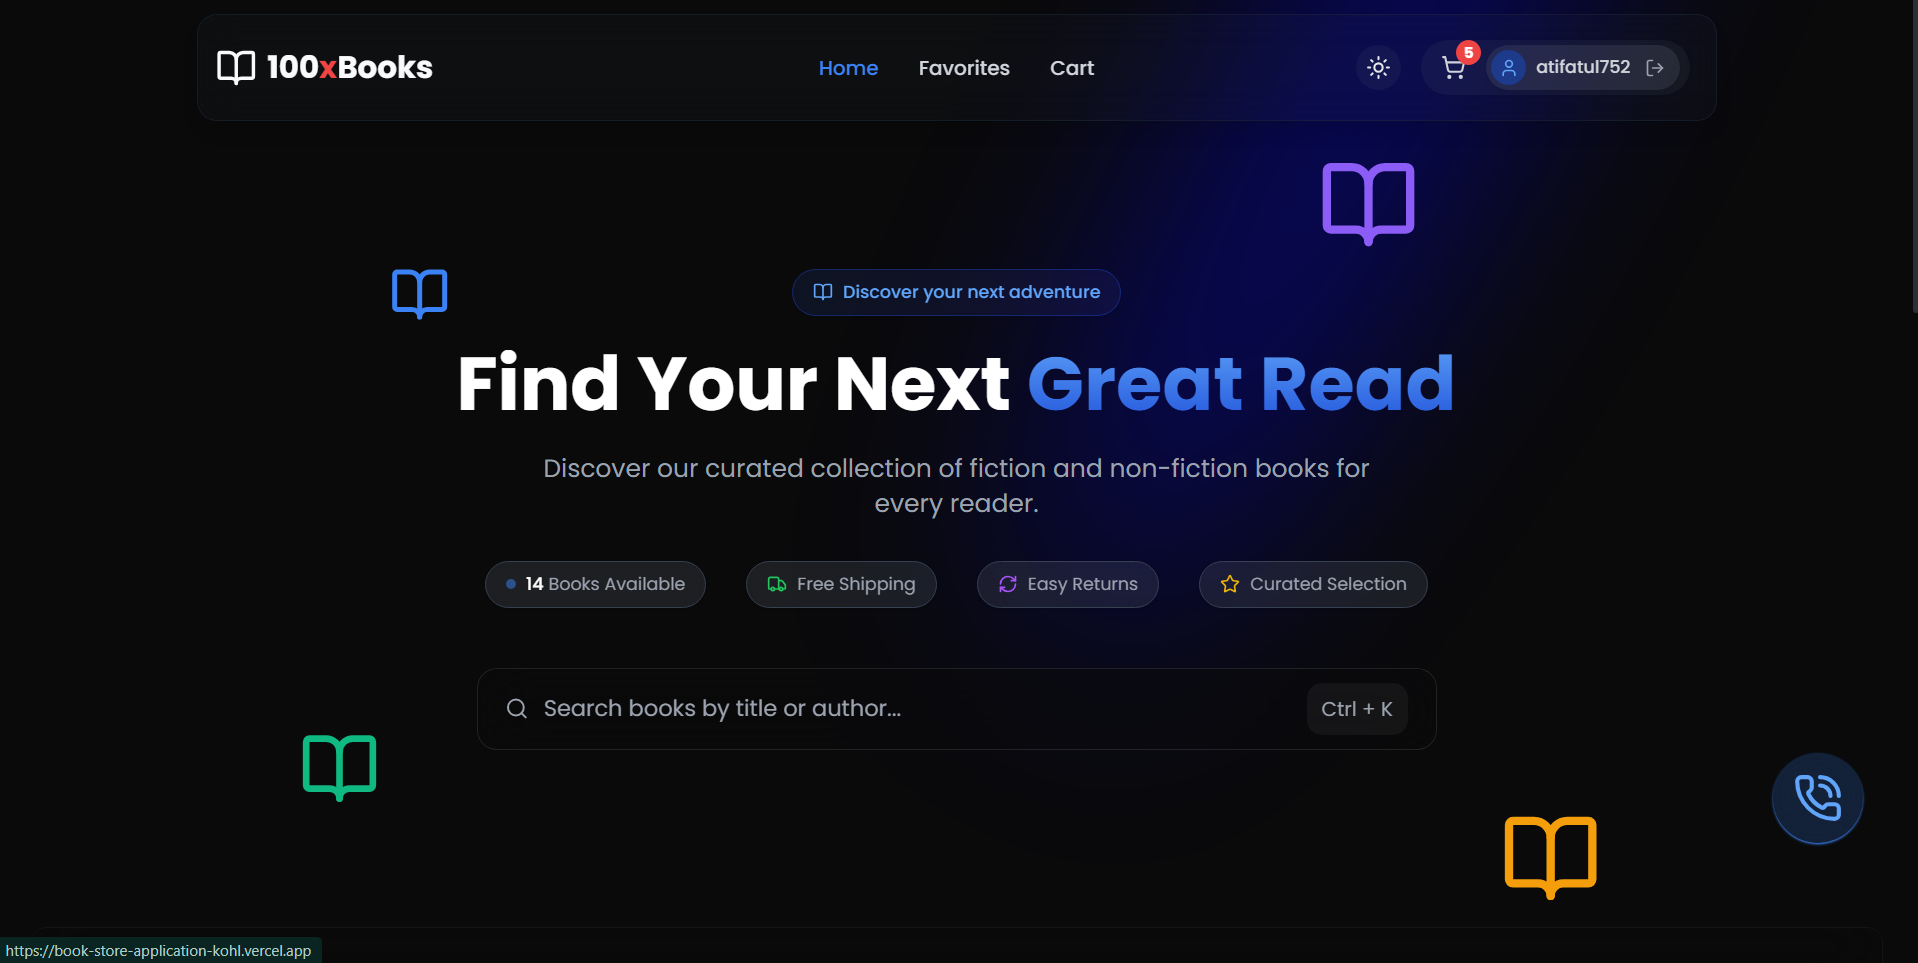 100xBooks
Home
Favorites
Cart
5
atifatul752
Discover your next adventure
Find Your Next Great Read
Discover our curated collection of fiction and non-fiction books for
every reader.
14 Books Available
Free Shipping
Easy Returns
Curated Selection
Search books by title or author...
Ctrl + K
https://book-store-application-kohl.vercel.app